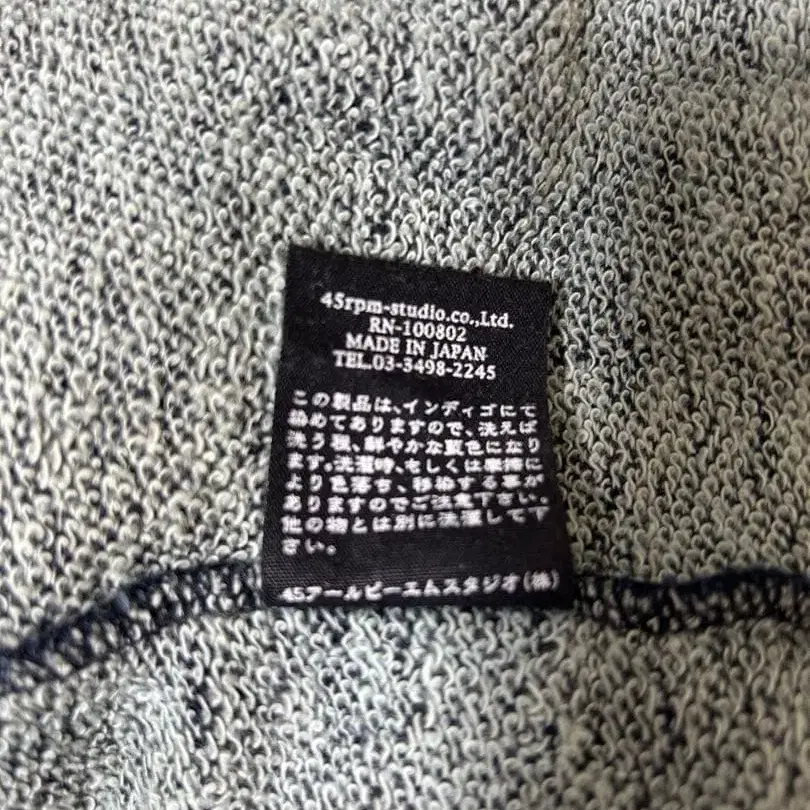 45rpm-studio.co.,Ltd.
RN-100802
MADE IN JAPAN
TEL.03-3498-2245
この製品は､インディゴにて
染めてありますので､洗えば
洗う程､鮮やかな藍色になり
ます｡洗濯時､もしくは摩擦に
より色落ち､移染する事が
ありますのでご注意下さい｡
他の物とは別に洗濯して下
さい｡
45アールピーエムスタジオ(株)